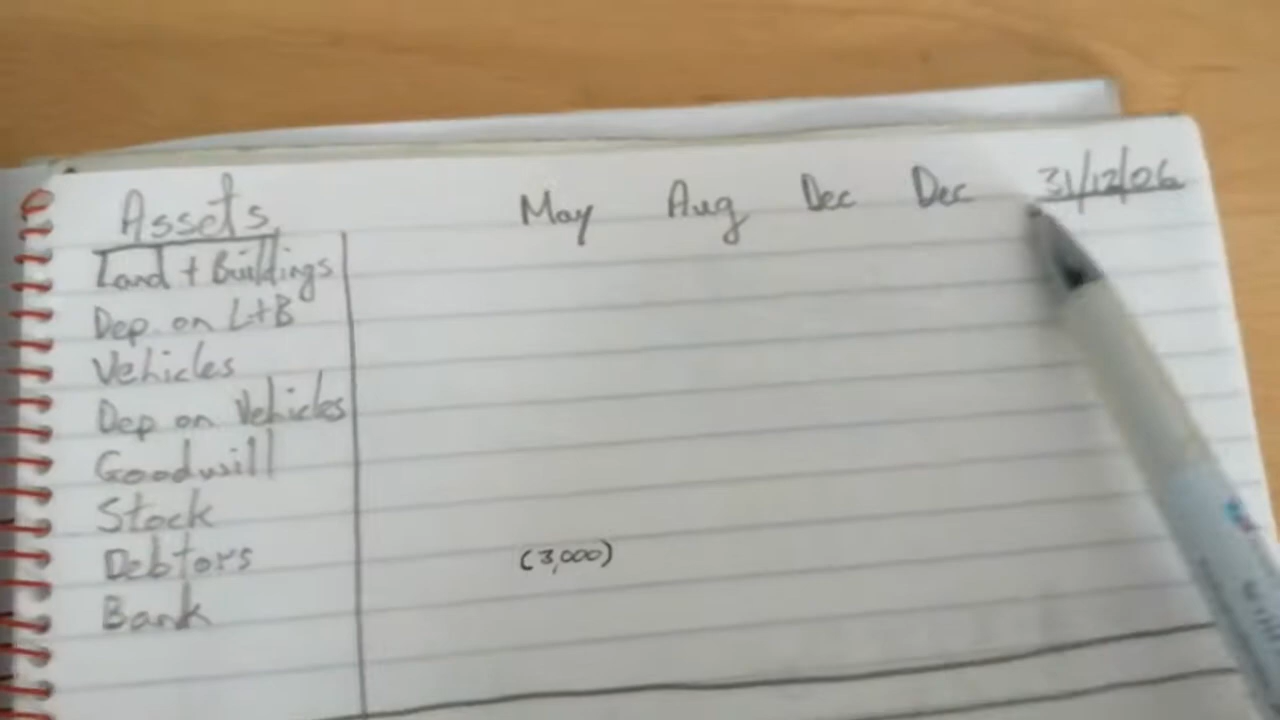 Assets May Aug Dec Dec 31/12/06
Land + Buildings
Dep. on L+B
Vehicles
Dep on Vehicles
Goodwill
Stock
Debtors (3,000)
Bank